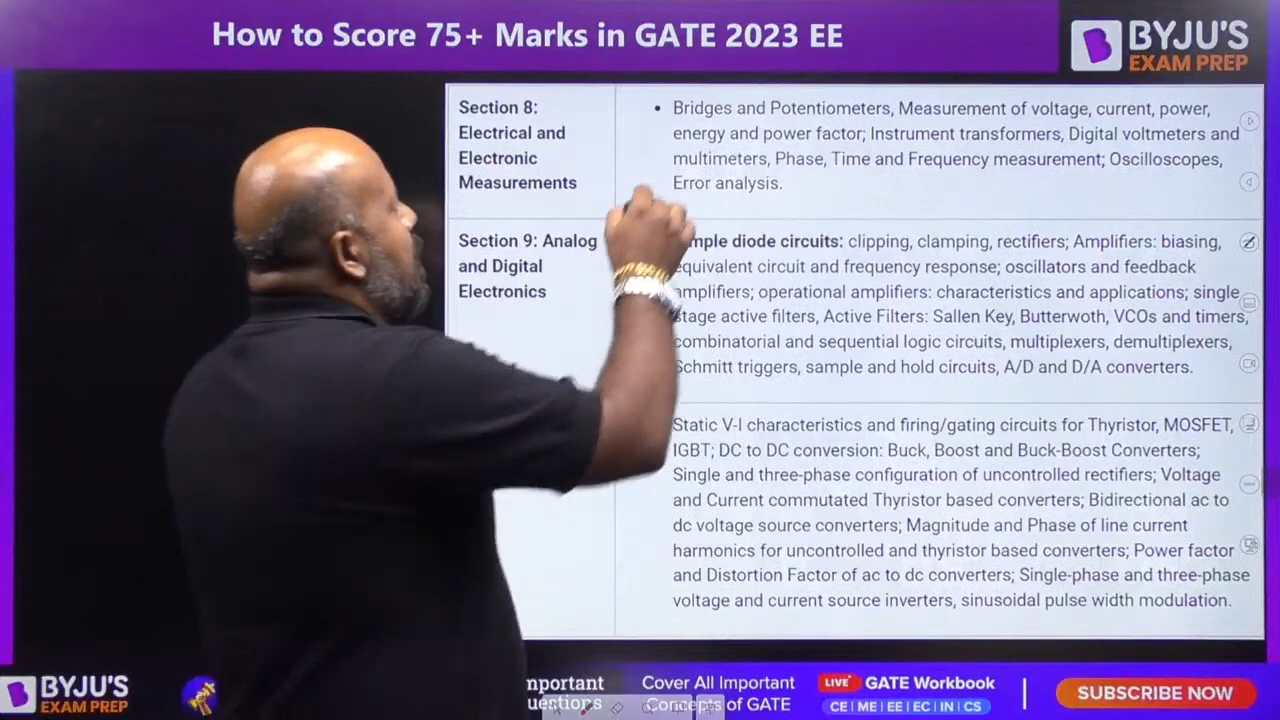 How to Score 75+ Marks in GATE 2023 EE
BYJU'S
EXAM PREP
Section 8:
Electrical and
Electronic
Measurements
• Bridges and Potentiometers, Measurement of voltage, current, power,
energy and power factor; Instrument transformers, Digital voltmeters and
multimeters, Phase, Time and Frequency measurement; Oscilloscopes,
Error analysis.
Section 9: Analog
and Digital
Electronics
diode circuits: clipping, clamping, rectifiers; Amplifiers: biasing,
equivalent circuit and frequency response; oscillators and feedback
amplifiers; operational amplifiers: characteristics and applications; single
stage active filters, Active Filters: Sallen Key, Butterwoth, VCOs and timers,
combinatorial and sequential logic circuits, multiplexers, demultiplexers,
Schmitt triggers, sample and hold circuits, A/D and D/A converters.
Static V-I characteristics and firing/gating circuits for Thyristor, MOSFET,
IGBT; DC to DC conversion: Buck, Boost and Buck-Boost Converters;
Single and three-phase configuration of uncontrolled rectifiers; Voltage
and Current commutated Thyristor based converters; Bidirectional ac to
dc voltage source converters; Magnitude and Phase of line current
harmonics for uncontrolled and thyristor based converters; Power factor
and Distortion Factor of ac to dc converters; Single-phase and three-phase
voltage and current source inverters, sinusoidal pulse width modulation.
BYJU'S
EXAM PREP
Cover All Important
of GATE
LIVE GATE Workbook
CE | ME | EE | EC | IN | CS
SUBSCRIBE NOW